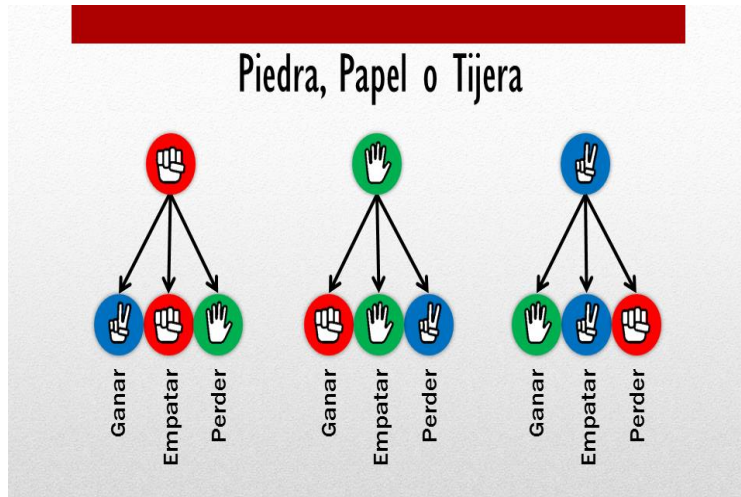 Piedra, Papel o Tijera
Ganar
Empatar
Perder
Ganar
Empatar
Perder
Ganar
Empatar
Perder